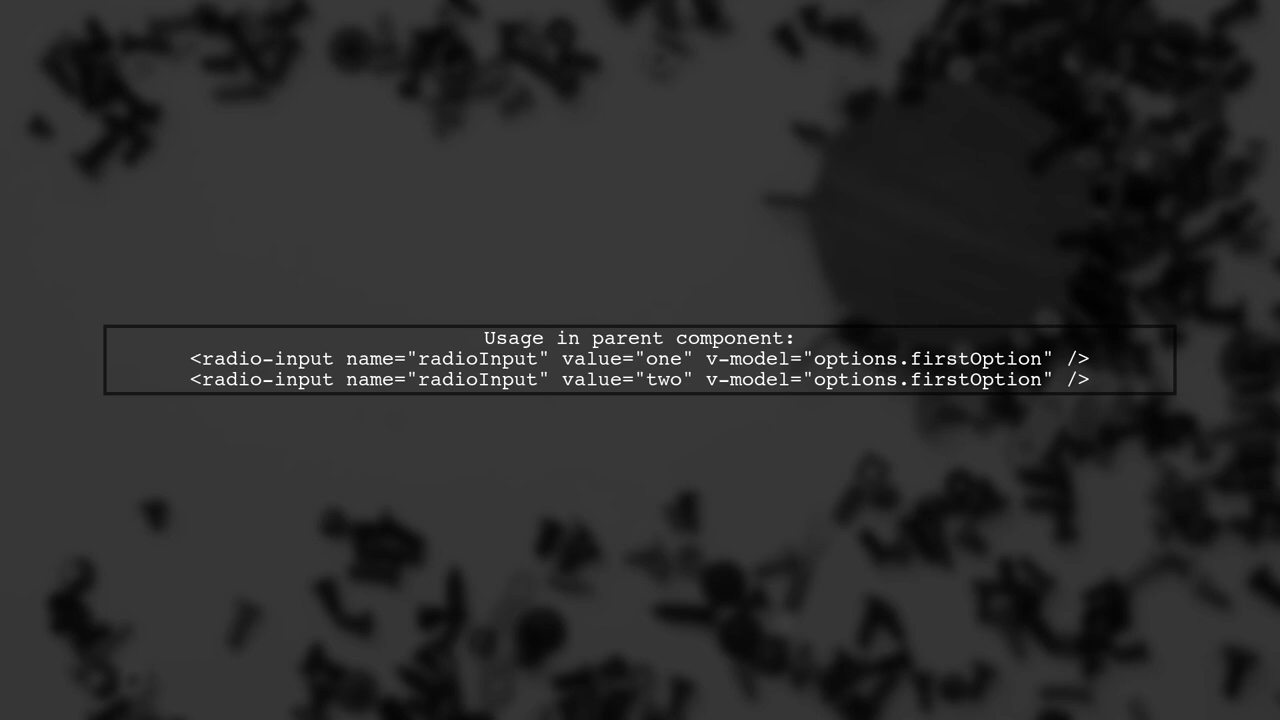 Usage in parent component:
<radio-input name="radioInput" value="one" v-model="options.firstOption" />
<radio-input name="radioInput" value="two" v-model="options.firstOption" />